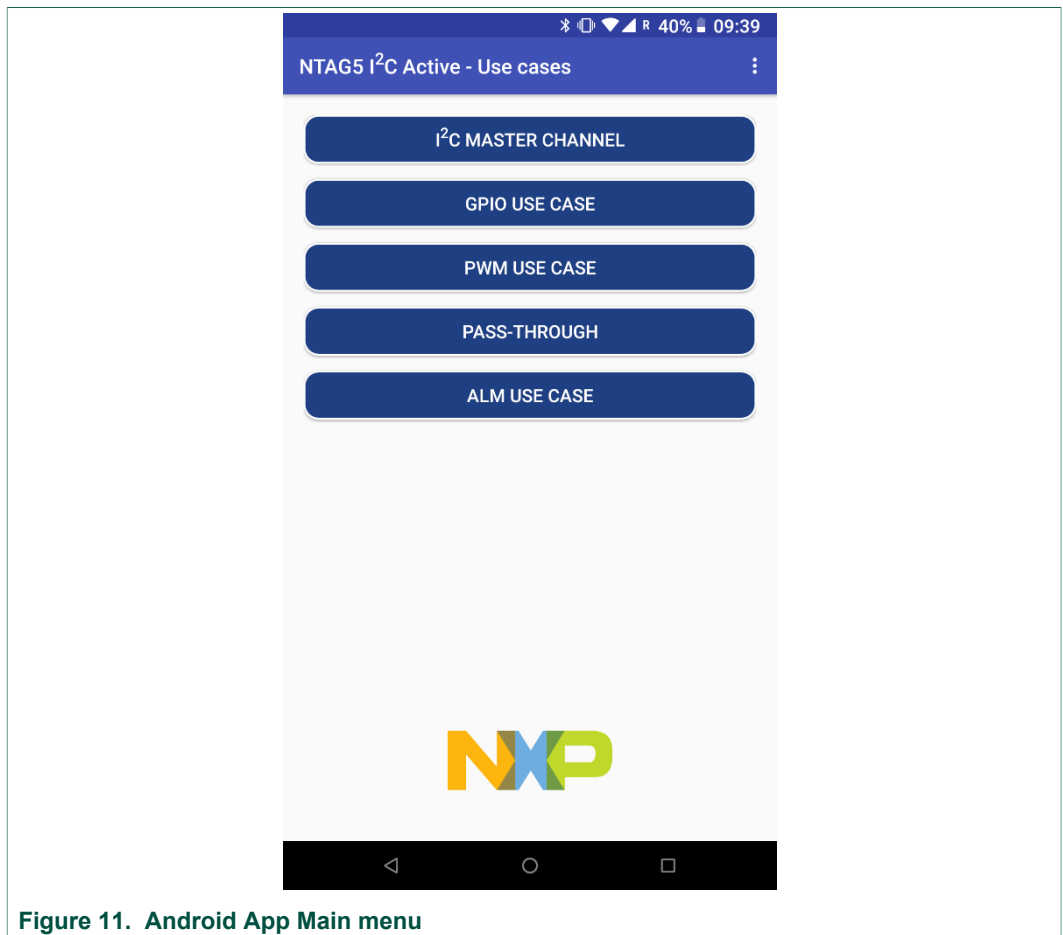 R 40% 09:39
NTAG5 I²C Active - Use cases
I²C MASTER CHANNEL
GPIO USE CASE
PWM USE CASE
PASS-THROUGH
ALM USE CASE
NXP
Figure 11. Android App Main menu